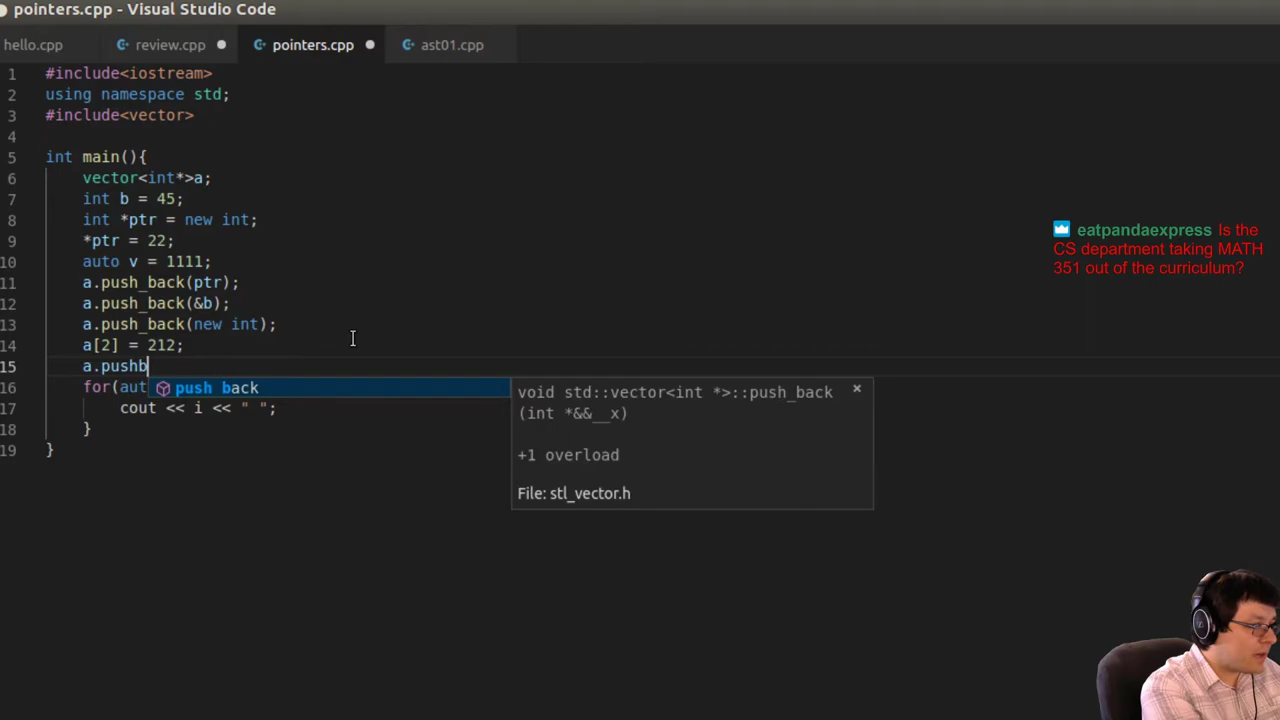 pointers.cpp - Visual Studio Code
hello.cpp review.cpp pointers.cpp ast01.cpp
1 #include<iostream>
2 using namespace std;
3 #include<vector>
4
5 int main(){
6 vector<int*>a;
7 int b = 45;
8 int *ptr = new int;
9 *ptr = 22;
10 auto v = 1111;
11 a.push_back(ptr);
12 a.push_back(&b);
13 a.push_back(new int);
14 a[2] = 212;
15 a.pushb
16 for(aut
push_back
17 cout << i << " ";
18 }
19 }
void std::vector<int *>::push_back
(int *&&__x)
+1 overload
File: stl_vector.h
eatpandaexpress Is the
CS department taking MATH
351 out of the curriculum?